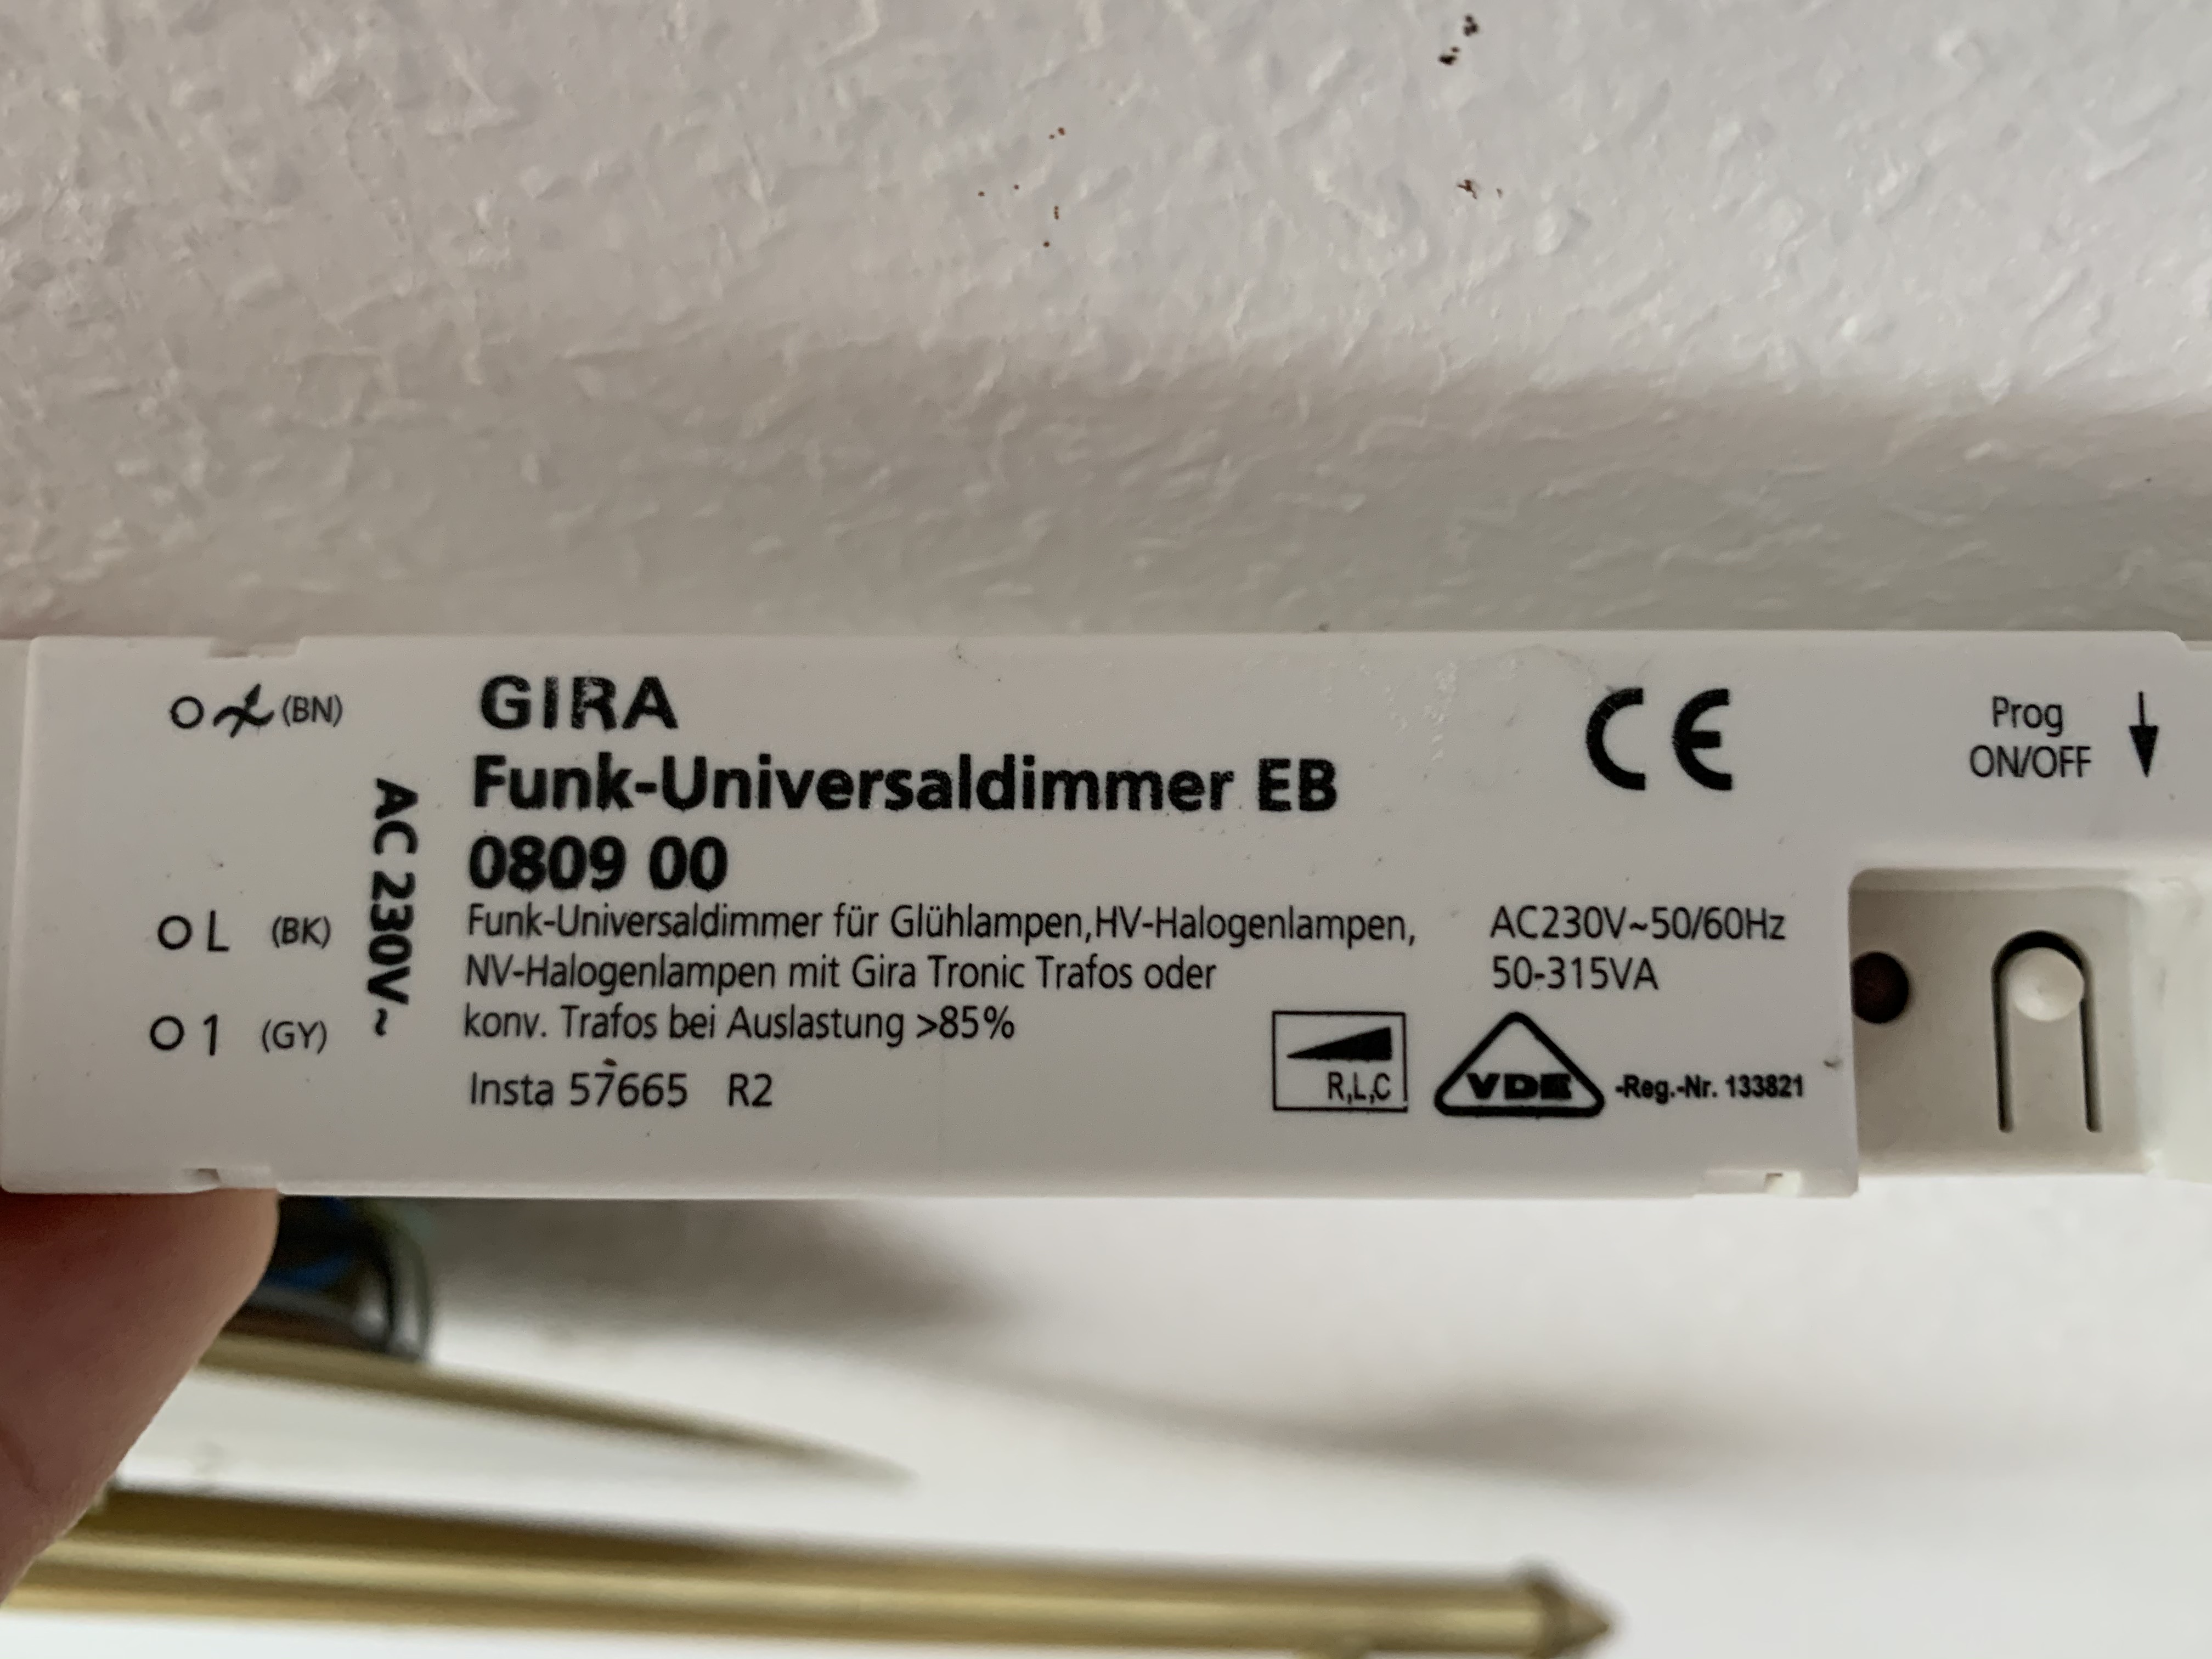 (BN)
L (BK)
1 (GY)
AC 230V~
GIRA
Funk-Universaldimmer EB
0809 00
Funk-Universaldimmer für Glühlampen,HV-Halogenlampen,
NV-Halogenlampen mit Gira Tronic Trafos oder
konv. Trafos bei Auslastung >85%
Insta 57665 R2
CE
AC230V~50/60Hz
50-315VA
R,L,C
VDE -Reg.-Nr. 133821
Prog
ON/OFF